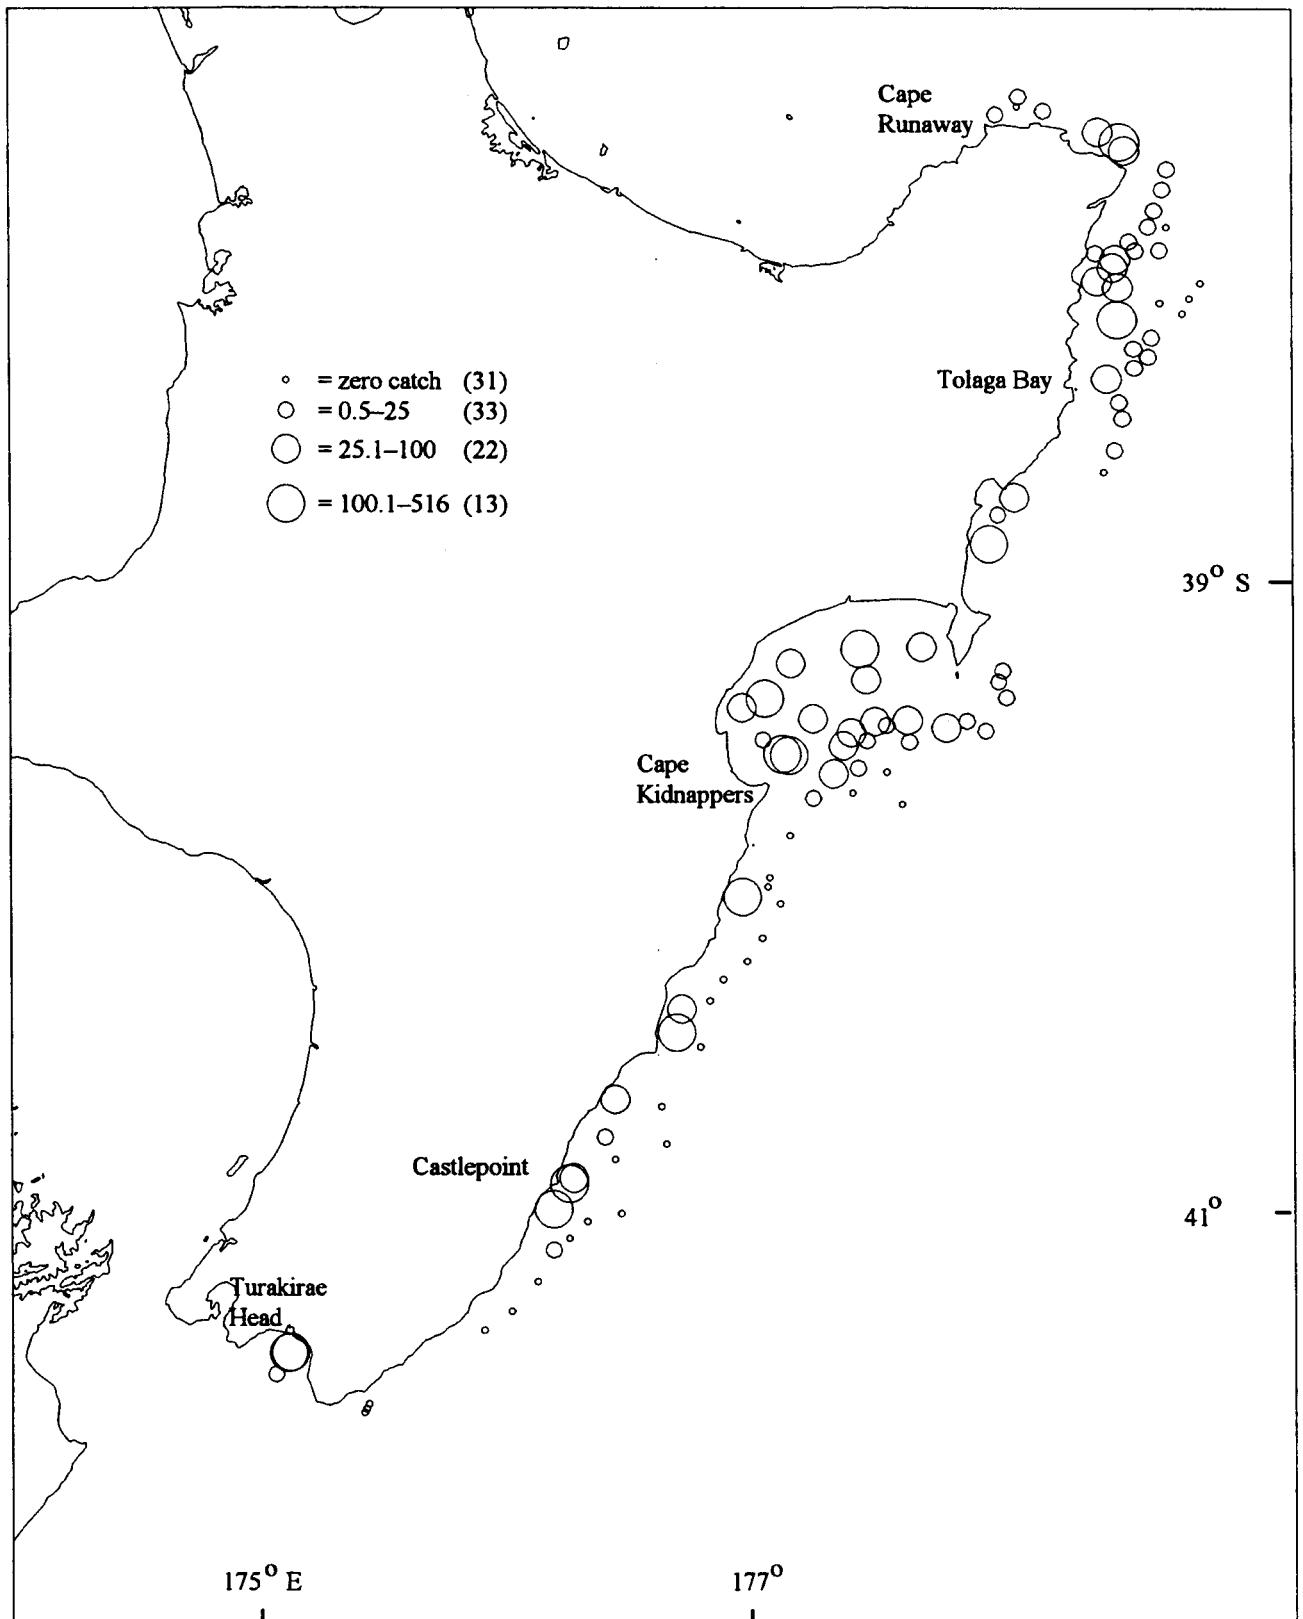 Cape
Runaway
= zero catch (31)
= 0.5–25 (33)
= 25.1–100 (22)
= 100.1–516 (13)
Tolaga Bay
39° S
Cape
Kidnappers
Castlepoint
41°
Turakirae
Head
175° E
177°